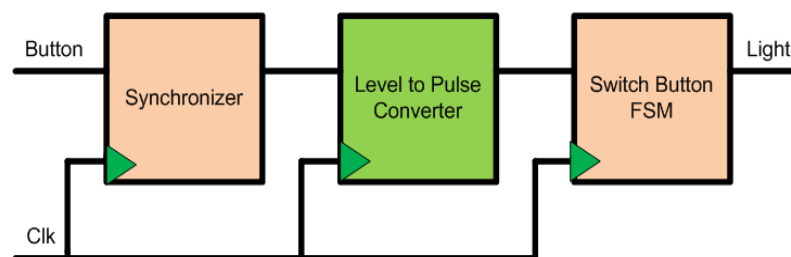 Button
Synchronizer
Level to Pulse
Converter
Switch Button
FSM
Light
Clk